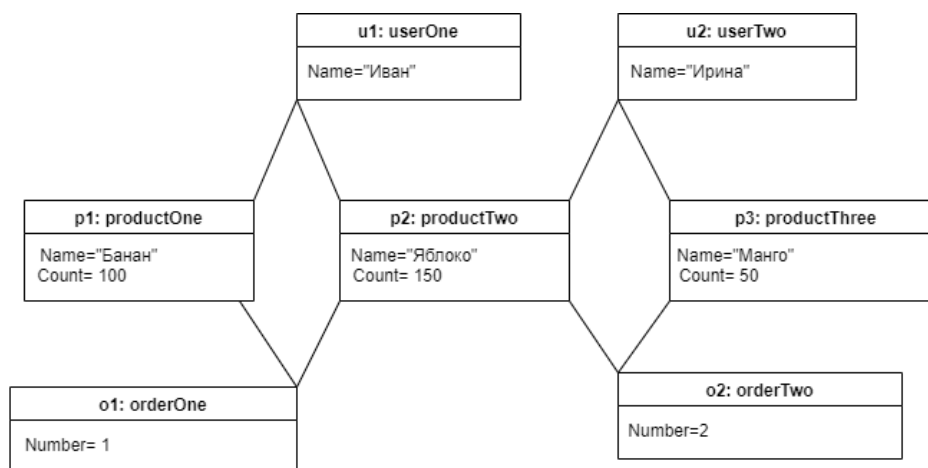 u1: userOne
Name="Иван"
u2: userTwo
Name="Ирина"
p1: productOne
Name="Банан"
Count= 100
p2: productTwo
Name="Яблоко"
Count= 150
p3: productThree
Name="Манго"
Count= 50
o1: orderOne
Number= 1
o2: orderTwo
Number=2